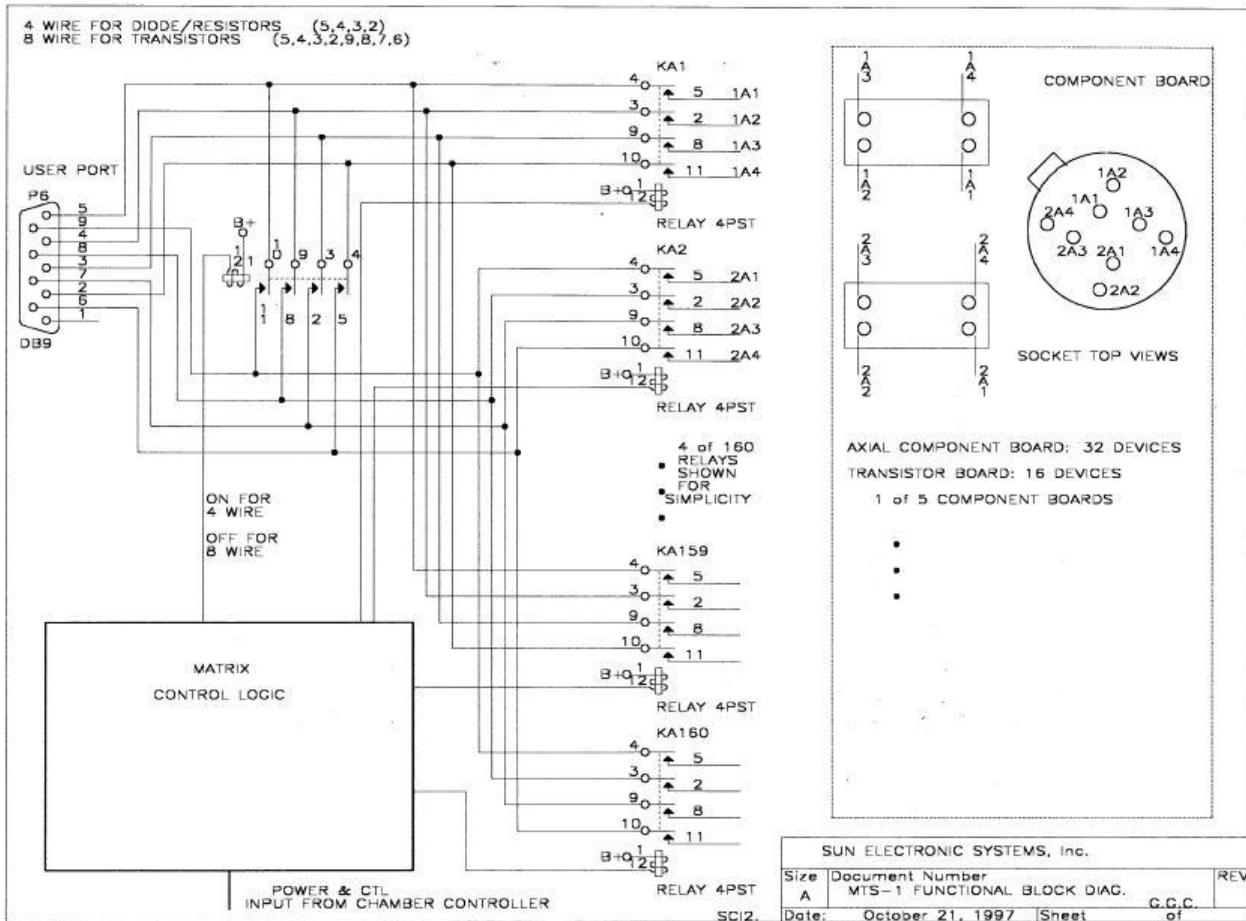 4 WIRE FOR DIODE/RESISTORS (5,4,3,2)
8 WIRE FOR TRANSISTORS (5,4,3,2,9,8,7,6)
USER PORT
P6
5
9
4
8
3
7
2
6
1
DB9
B+
1
2 1
1
0
9
3
4
1
1
8
2
5
ON FOR
4 WIRE
OFF FOR
8 WIRE
MATRIX
CONTROL LOGIC
POWER & CTL
INPUT FROM CHAMBER CONTROLLER
KA1
4
5 1A1
3
2 1A2
9
8 1A3
10
11 1A4
B+ 1
12
RELAY 4PST
KA2
4
5 2A1
3
2 2A2
9
8 2A3
10
11 2A4
B+ 1
12
RELAY 4PST
4 of 160
RELAYS
SHOWN
FOR
SIMPLICITY
KA159
4
5
3
2
9
8
10
11
B+ 1
12
RELAY 4PST
KA160
4
5
3
2
9
8
10
11
B+ 1
12
RELAY 4PST
SCI2.
1A3
1A4
COMPONENT BOARD
1A2
1A1
2A3
2A4
2A2
2A1
1A2
1A1
2A4
1A3
2A3
2A1
1A4
2A2
SOCKET TOP VIEWS
AXIAL COMPONENT BOARD: 32 DEVICES
TRANSISTOR BOARD: 16 DEVICES
1 of 5 COMPONENT BOARDS
SUN ELECTRONIC SYSTEMS, Inc.
Size Document Number REV
A MTS-1 FUNCTIONAL BLOCK DIAG.
G.G.C.
Date: October 21, 1997 Sheet of